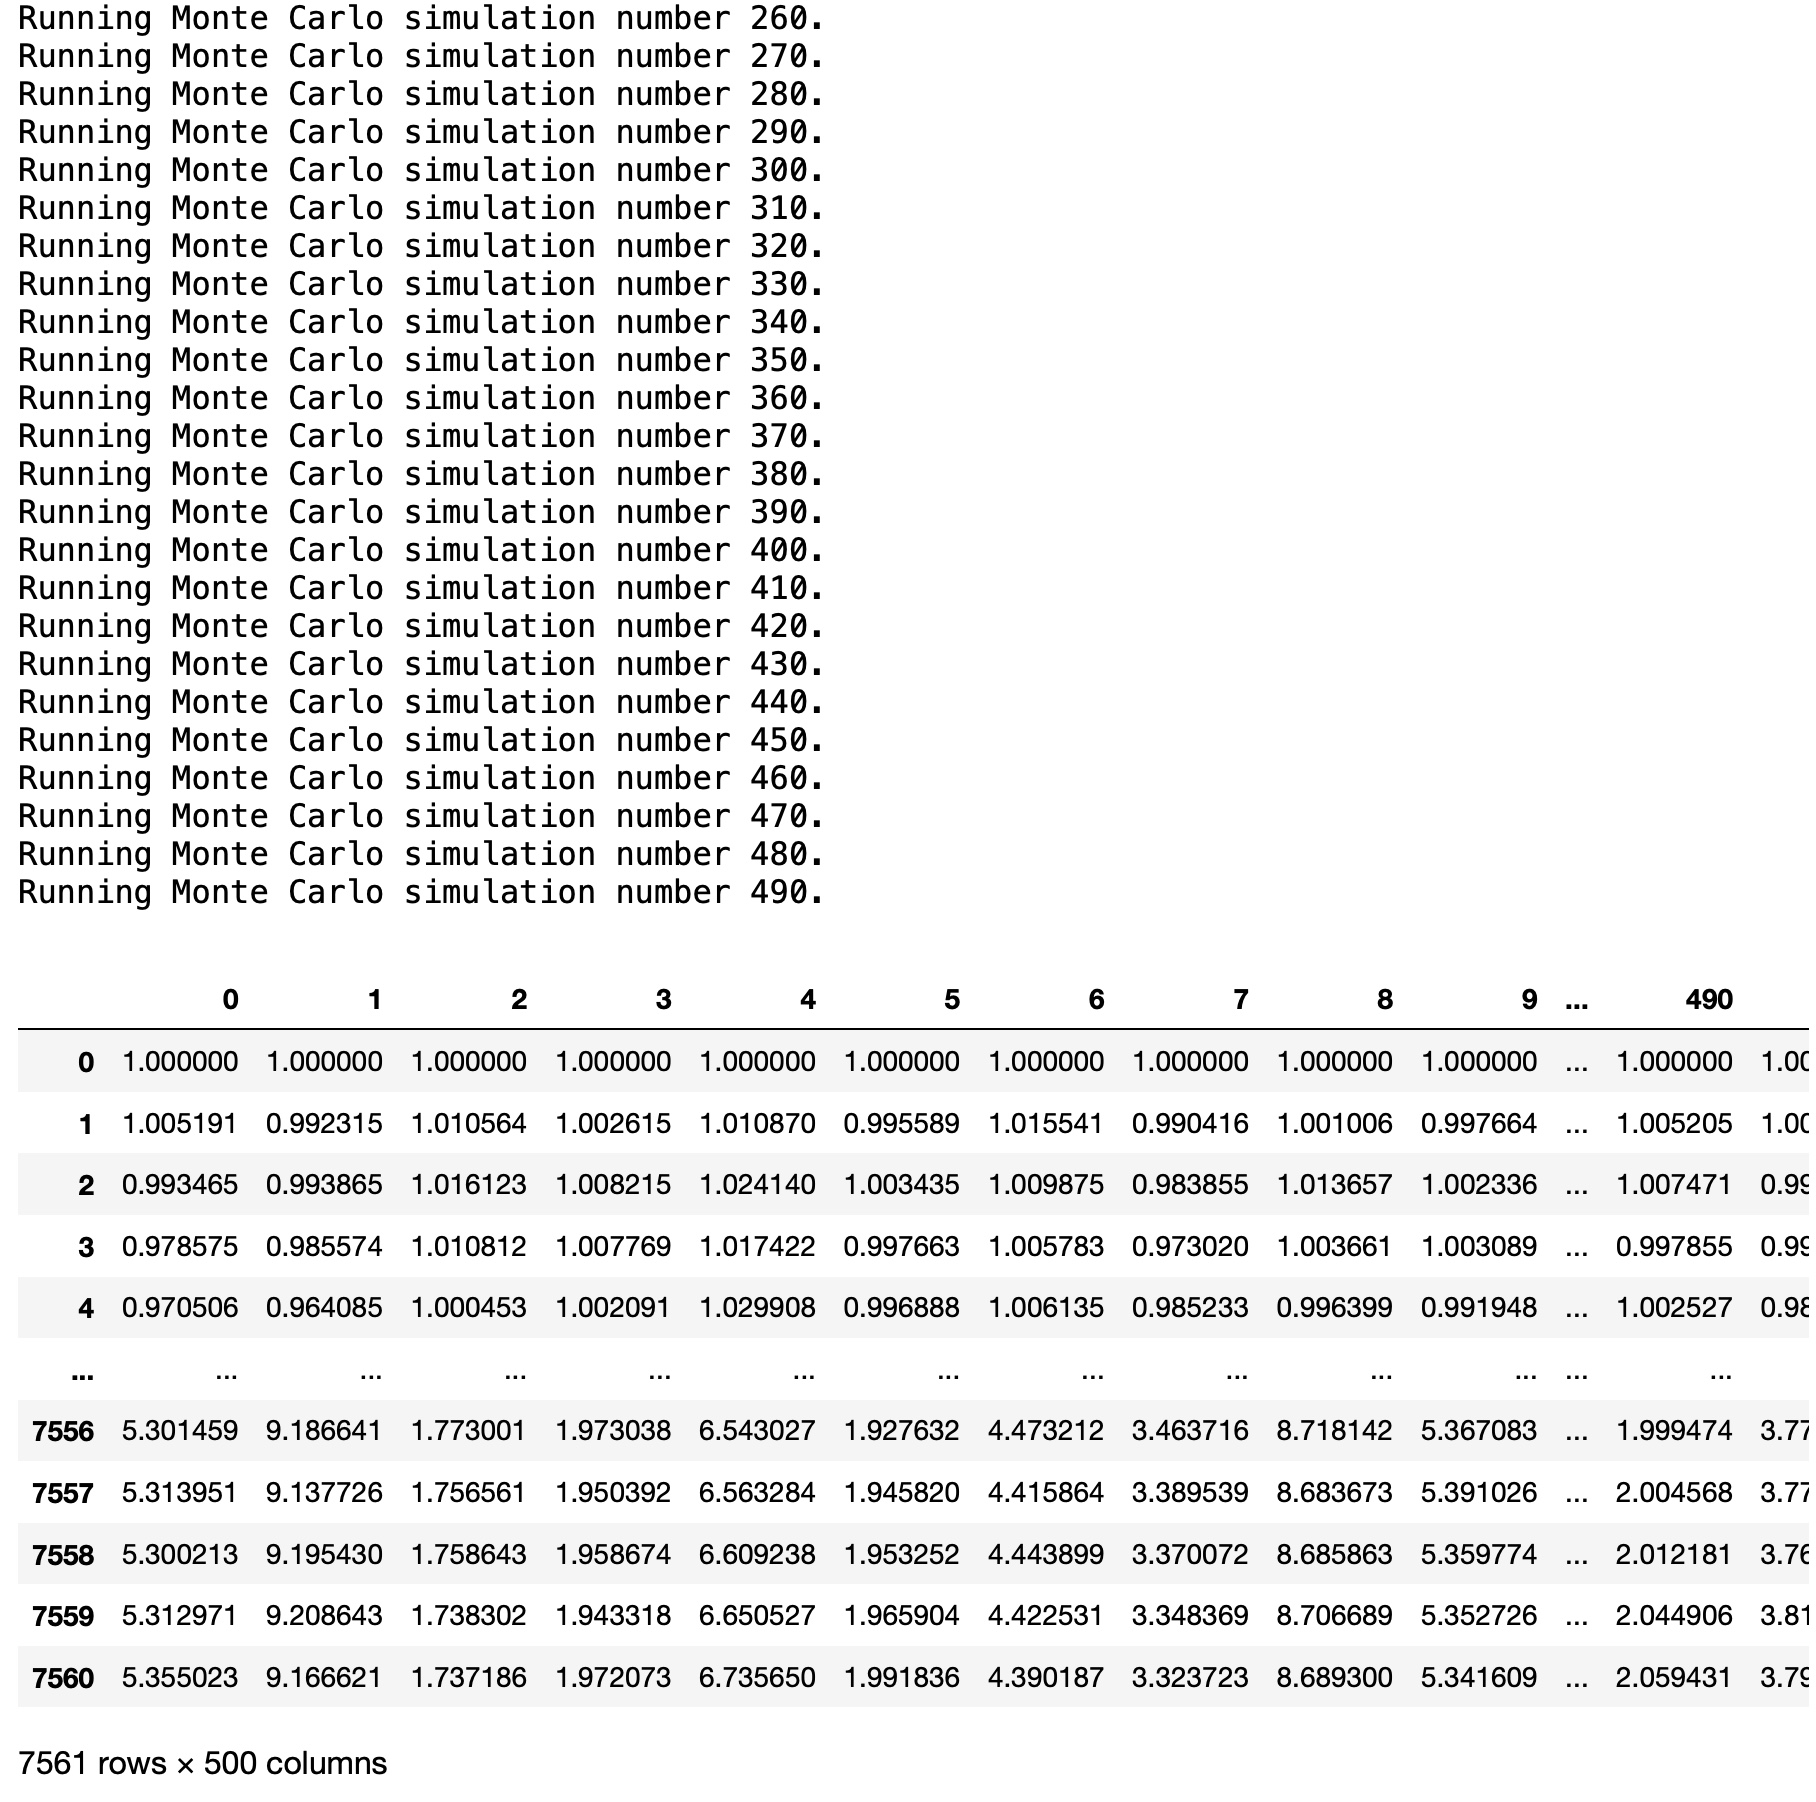 Running Monte Carlo simulation number 260.
Running Monte Carlo simulation number 270.
Running Monte Carlo simulation number 280.
Running Monte Carlo simulation number 290.
Running Monte Carlo simulation number 300.
Running Monte Carlo simulation number 310.
Running Monte Carlo simulation number 320.
Running Monte Carlo simulation number 330.
Running Monte Carlo simulation number 340.
Running Monte Carlo simulation number 350.
Running Monte Carlo simulation number 360.
Running Monte Carlo simulation number 370.
Running Monte Carlo simulation number 380.
Running Monte Carlo simulation number 390.
Running Monte Carlo simulation number 400.
Running Monte Carlo simulation number 410.
Running Monte Carlo simulation number 420.
Running Monte Carlo simulation number 430.
Running Monte Carlo simulation number 440.
Running Monte Carlo simulation number 450.
Running Monte Carlo simulation number 460.
Running Monte Carlo simulation number 470.
Running Monte Carlo simulation number 480.
Running Monte Carlo simulation number 490.
0 1 2 3 4 5 6 7 8 9 ... 490
0 1.000000 1.000000 1.000000 1.000000 1.000000 1.000000 1.000000 1.000000 1.000000 1.000000 ... 1.000000 1.00
1 1.005191 0.992315 1.010564 1.002615 1.010870 0.995589 1.015541 0.990416 1.001006 0.997664 ... 1.005205 1.00
2 0.993465 0.993865 1.016123 1.008215 1.024140 1.003435 1.009875 0.983855 1.013657 1.002336 ... 1.007471 0.99
3 0.978575 0.985574 1.010812 1.007769 1.017422 0.997663 1.005783 0.973020 1.003661 1.003089 ... 0.997855 0.99
4 0.970506 0.964085 1.000453 1.002091 1.029908 0.996888 1.006135 0.985233 0.996399 0.991948 ... 1.002527 0.98
... ... ... ... ... ... ... ... ... ... ... ... ...
7556 5.301459 9.186641 1.773001 1.973038 6.543027 1.927632 4.473212 3.463716 8.718142 5.367083 ... 1.999474 3.77
7557 5.313951 9.137726 1.756561 1.950392 6.563284 1.945820 4.415864 3.389539 8.683673 5.391026 ... 2.004568 3.77
7558 5.300213 9.195430 1.758643 1.958674 6.609238 1.953252 4.443899 3.370072 8.685863 5.359774 ... 2.012181 3.76
7559 5.312971 9.208643 1.738302 1.943318 6.650527 1.965904 4.422531 3.348369 8.706689 5.352726 ... 2.044906 3.81
7560 5.355023 9.166621 1.737186 1.972073 6.735650 1.991836 4.390187 3.323723 8.689300 5.341609 ... 2.059431 3.79
7561 rows × 500 columns